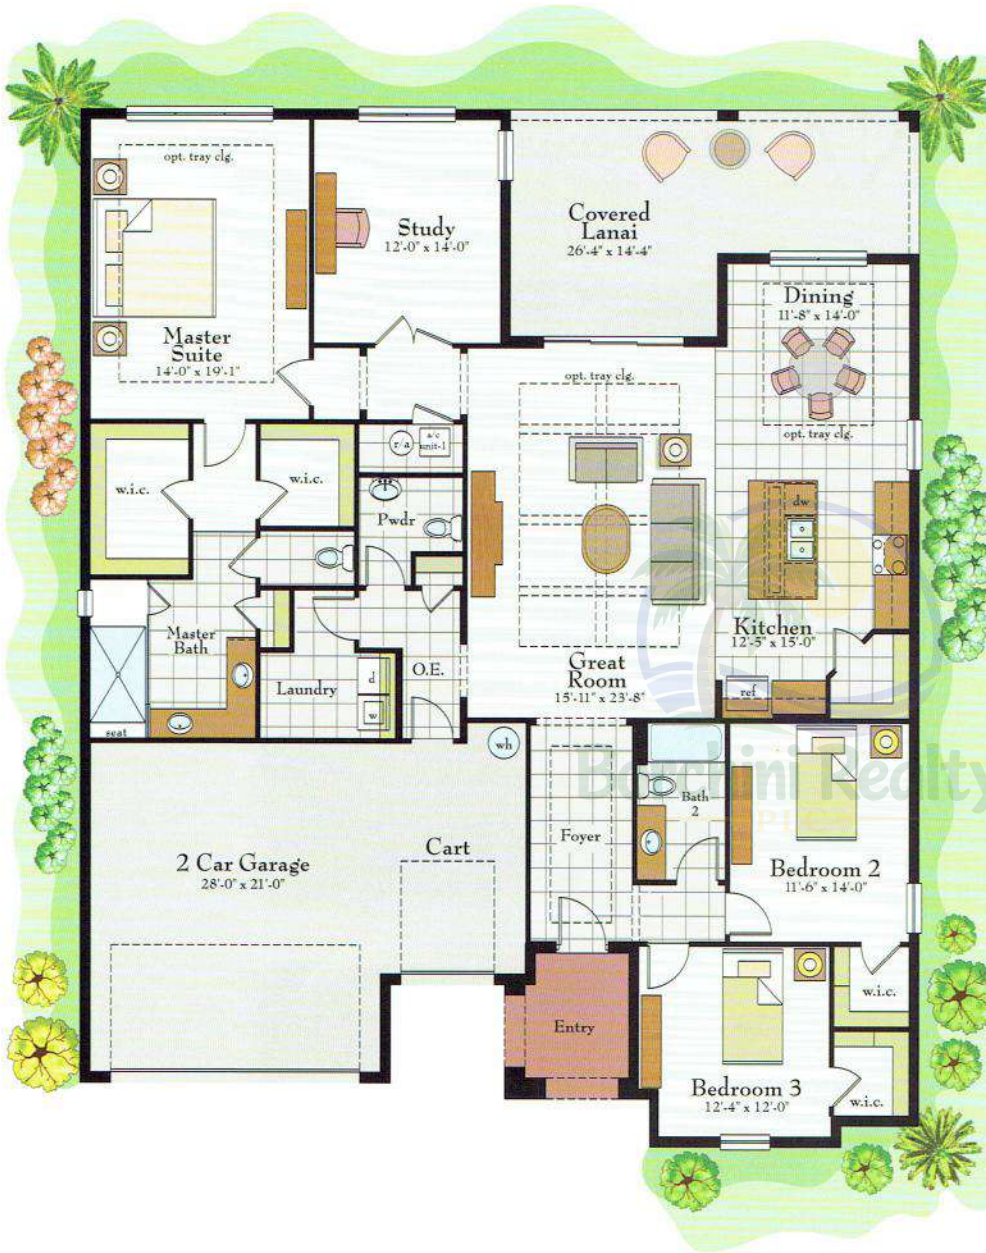 opt. tray clg.
Study
12'-0" x 14'-0"
Covered
Lanai
26'-4" x 14'-4"
Dining
11'-8" x 14'-0"
Master
Suite
14'-0" x 19'-1"
opt. tray clg.
opt. tray clg.
r/a
a/c
unit-1
w.i.c.
w.i.c.
Pwdr
dw
Master
Bath
Kitchen
12'-5" x 15'-0"
Great
Room
15'-11" x 23'-8"
O.E.
Laundry
d
w
ref
seat
wh
Realty
Bath
2
Foyer
Cart
2 Car Garage
28'-0" x 21'-0"
Bedroom 2
11'-6" x 14'-0"
w.i.c.
Entry
Bedroom 3
12'-4" x 12'-0"
w.i.c.